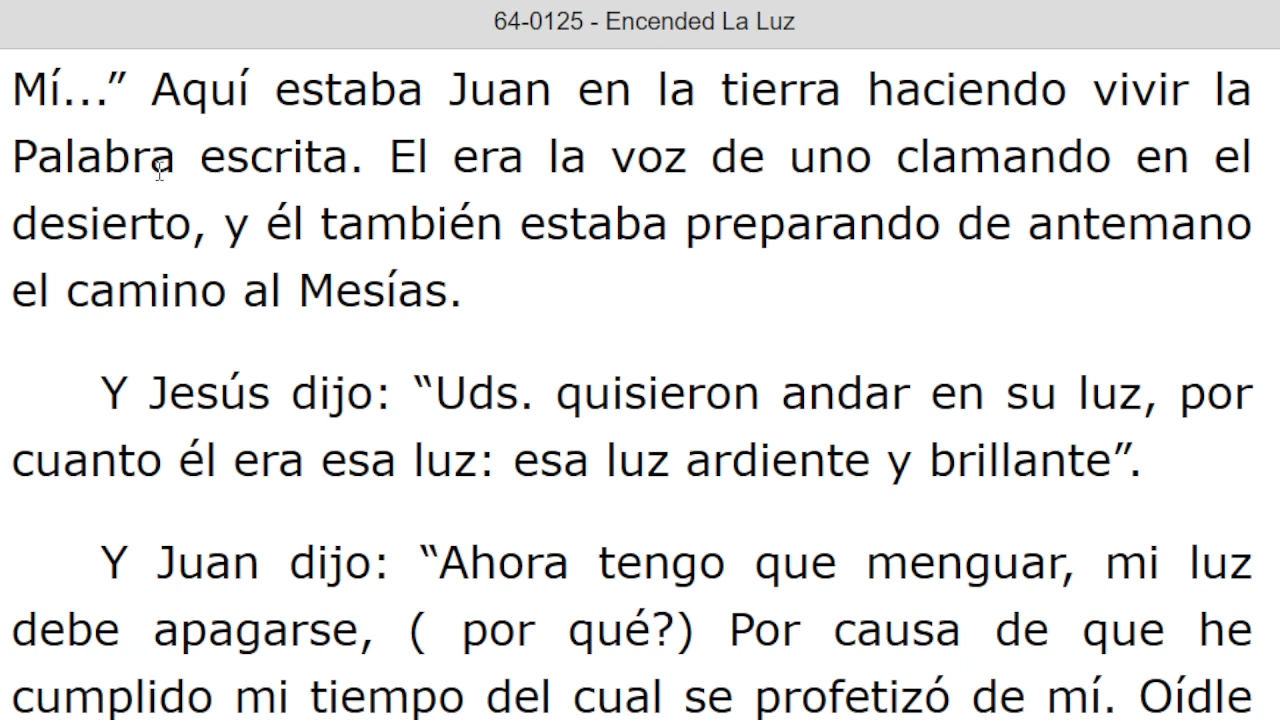 64-0125 - Encended La Luz
Mí...” Aquí estaba Juan en la tierra haciendo vivir la
Palabra escrita. El era la voz de uno clamando en el
desierto, y él también estaba preparando de antemano
el camino al Mesías.
Y Jesús dijo: “Uds. quisieron andar en su luz, por
cuanto él era esa luz: esa luz ardiente y brillante”.
Y Juan dijo: “Ahora tengo que menguar, mi luz
debe apagarse, ( por qué?) Por causa de que he
cumplido mi tiempo del cual se profetizó de mí. Oídle